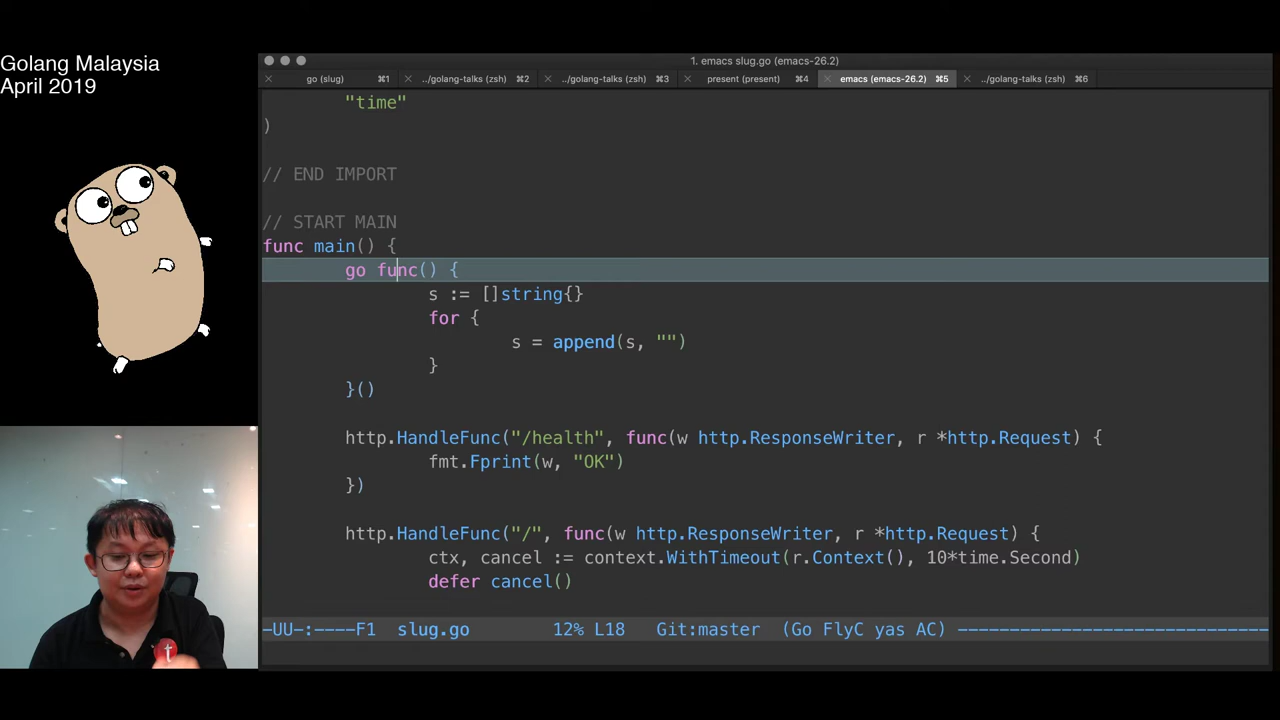 Golang Malaysia
April 2019
1. emacs slug.go (emacs-26.2)
× go (slug) ⌘1 × ../golang-talks (zsh) ⌘2 × ../golang-talks (zsh) ⌘3 × present (present) ⌘4 × emacs (emacs-26.2) ⌘5 × ../golang-talks (zsh) ⌘6
"time"
)
// END IMPORT
// START MAIN
func main() {
go func() {
s := []string{}
for {
s = append(s, "")
}
}()
http.HandleFunc("/health", func(w http.ResponseWriter, r *http.Request) {
fmt.Fprint(w, "OK")
})
http.HandleFunc("/", func(w http.ResponseWriter, r *http.Request) {
ctx, cancel := context.WithTimeout(r.Context(), 10*time.Second)
defer cancel()
-UU-:----F1 slug.go 12% L18 Git:master (Go FlyC yas AC) ------------------------------
t